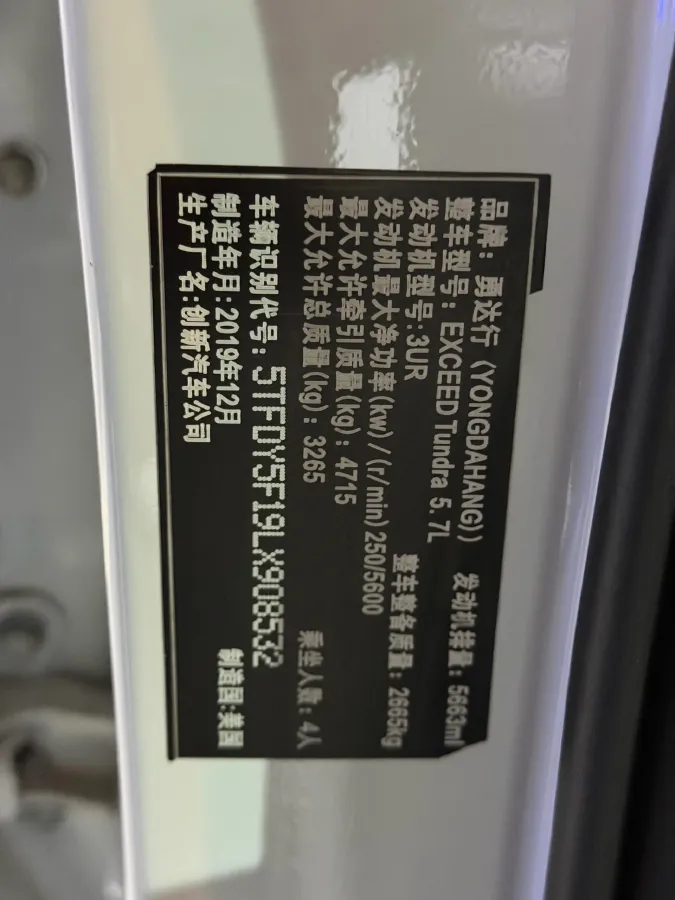 品牌：勇达行（YONGDAHANG)）
整车型号：EXCEED Tundra 5.7L 发动机排量：5663ml
发动机型号:3UR 整车整备质量：2665kg
发动机最大净功率(kw)/(r/min)250/5600
最大允许牵引质量(kg)：4715
最大允许总质量(kg)：3265 乘坐人数：4人
车辆识别代号：5TFDY5F19LX908532
制造年月:2019年12月 制造国:美国
生产厂名:创新汽车公司